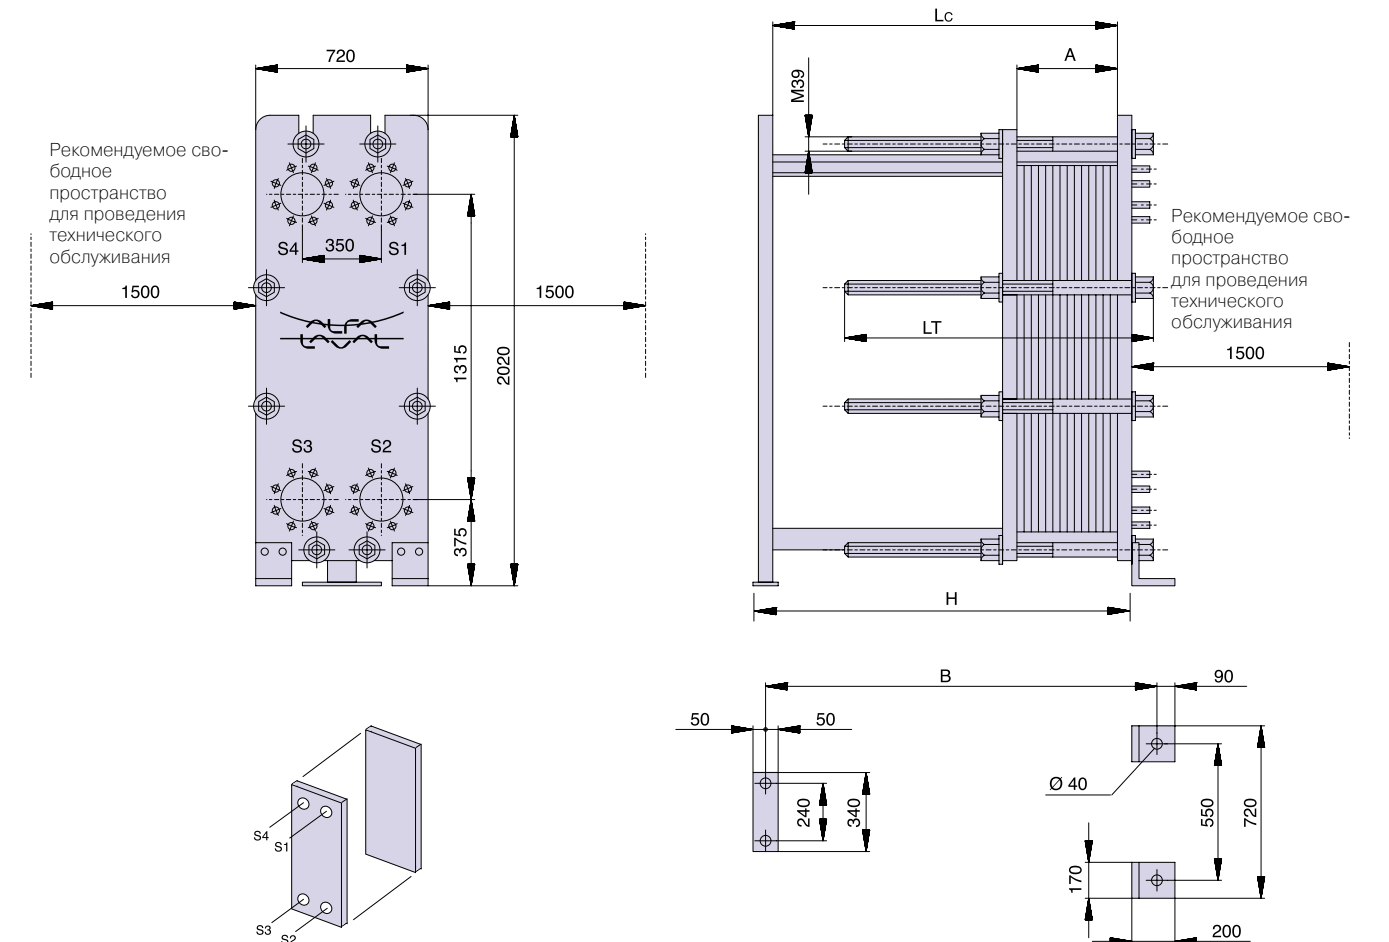 LC
A
720
M39
Рекомендуемое сво-
бодное
пространство
для проведения
технического
обслуживания
S4
350
S1
1500
1500
ALFA
LAVAL
1315
2020
S3
S2
375
Рекомендуемое сво-
бодное
пространство
для проведения
технического
обслуживания
LT
1500
H
B
90
50
50
Ø 40
240
340
550
720
170
200
S4
S1
S3
S2